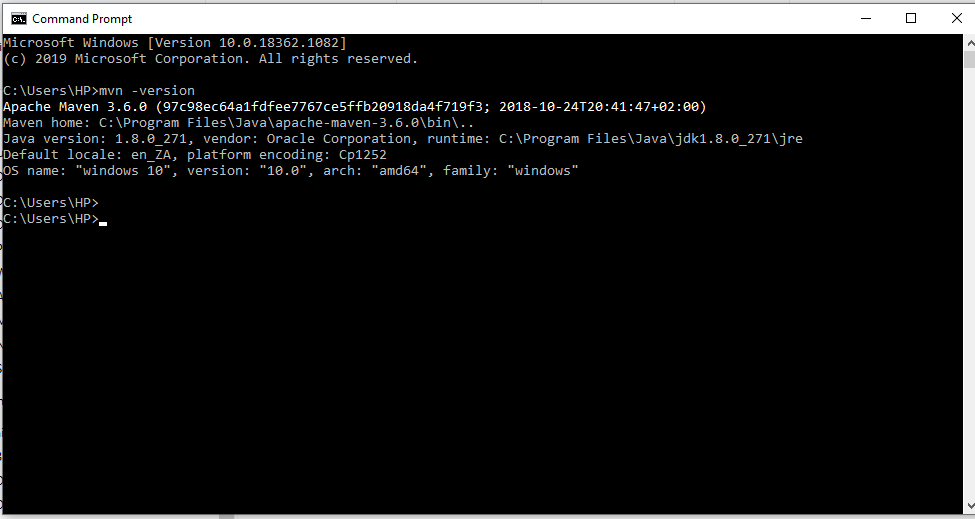 Command Prompt
Microsoft Windows [Version 10.0.18362.1082]
(c) 2019 Microsoft Corporation. All rights reserved.
C:\Users\HP>mvn -version
Apache Maven 3.6.0 (97c98ec64a1fdfee7767ce5ffb20918da4f719f3; 2018-10-24T20:41:47+02:00)
Maven home: C:\Program Files\Java\apache-maven-3.6.0\bin\..
Java version: 1.8.0_271, vendor: Oracle Corporation, runtime: C:\Program Files\Java\jdk1.8.0_271\jre
Default locale: en_ZA, platform encoding: Cp1252
OS name: "windows 10", version: "10.0", arch: "amd64", family: "windows"
C:\Users\HP>
C:\Users\HP>